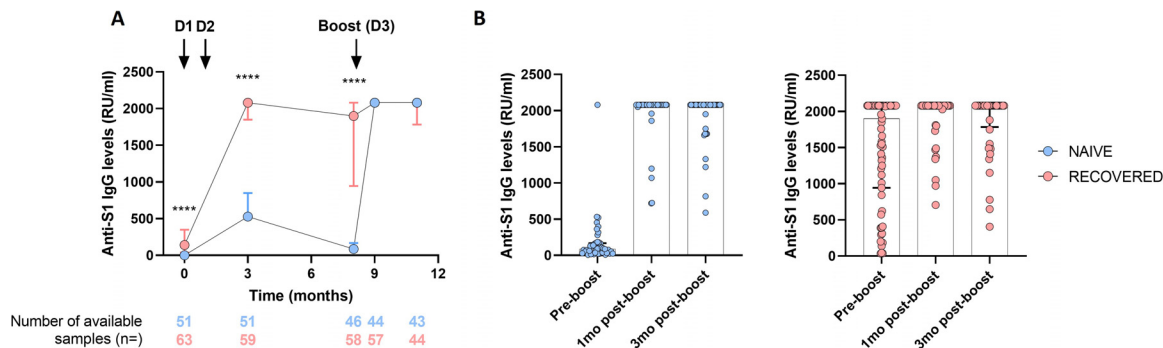 A
D1 D2
Boost (D3)
Anti-S1 IgG levels (RU/ml)
2500
2000
1500
1000
500
0
****
****
****
0
3
6
9
12
Time (months)
Number of available
samples (n=)
51 51 46 44 43
63 59 58 57 44
B
Anti-S1 IgG levels (RU/ml)
2500
2000
1500
1000
500
0
Pre-boost
1mo post-boost
3mo post-boost
Anti-S1 IgG levels (RU/ml)
2500
2000
1500
1000
500
0
Pre-boost
1mo post-boost
3mo post-boost
NAIVE
RECOVERED